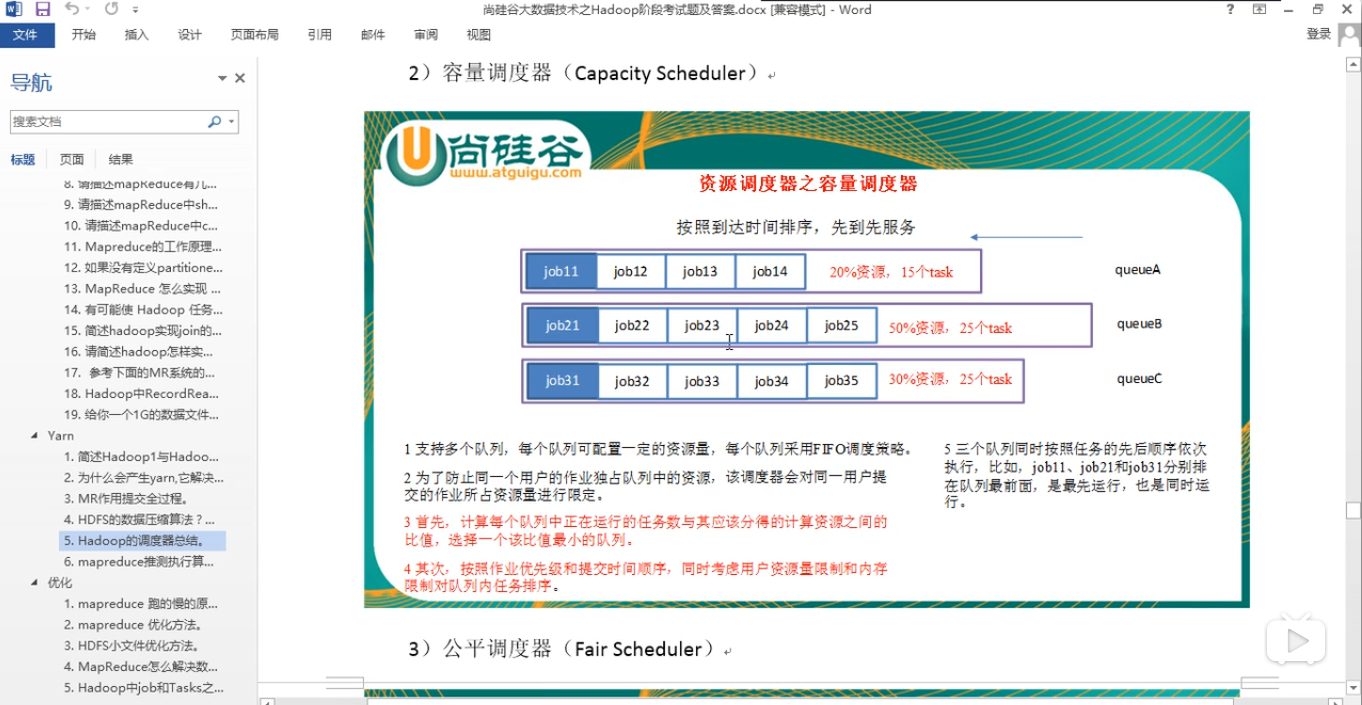 尚硅谷大数据技术之Hadoop阶段考试题及答案.docx [兼容模式] - Word
文件 开始 插入 设计 页面布局 引用 邮件 审阅 视图 登录
导航
搜索文档
标题 页面 结果
8. 请描述mapReduce有几...
9. 请描述mapReduce中sh...
10. 请描述mapReduce中c...
11. Mapreduce的工作原理...
12. 如果没有定义partitione...
13. MapReduce 怎么实现 ...
14. 有可能使 Hadoop 任务...
15. 简述hadoop实现join的...
16. 请简述hadoop怎样实...
17. 参考下面的MR系统的...
18. Hadoop中RecordRea...
19. 给你一个1G的数据文件...
Yarn
1. 简述Hadoop1与Hadoo...
2. 为什么会产生yarn,它解决...
3. MR作用提交全过程。
4. HDFS的数据压缩算法？...
5. Hadoop的调度器总结。
6. mapreduce推测执行算...
优化
1. mapreduce 跑的慢的原...
2. mapreduce 优化方法。
3. HDFS小文件优化方法。
4. MapReduce怎么解决数...
5. Hadoop中job和Tasks之...
2）容量调度器（Capacity Scheduler）
尚硅谷
www.atguigu.com
资源调度器之容量调度器
按照到达时间排序，先到先服务
job11 job12 job13 job14 20%资源，15个task queueA
job21 job22 job23 job24 job25 50%资源，25个task queueB
job31 job32 job33 job34 job35 30%资源，25个task queueC
1 支持多个队列，每个队列可配置一定的资源量，每个队列采用FIFO调度策略。
2 为了防止同一个用户的作业独占队列中的资源，该调度器会对同一用户提
交的作业所占资源量进行限定。
3 首先，计算每个队列中正在运行的任务数与其应该分得的计算资源之间的
比值，选择一个该比值最小的队列。
4 其次，按照作业优先级和提交时间顺序，同时考虑用户资源量限制和内存
限制对队列内任务排序。
5 三个队列同时按照任务的先后顺序依次
执行，比如，job11、job21和job31分别排
在队列最前面，是最先运行，也是同时运
行。
3）公平调度器（Fair Scheduler）